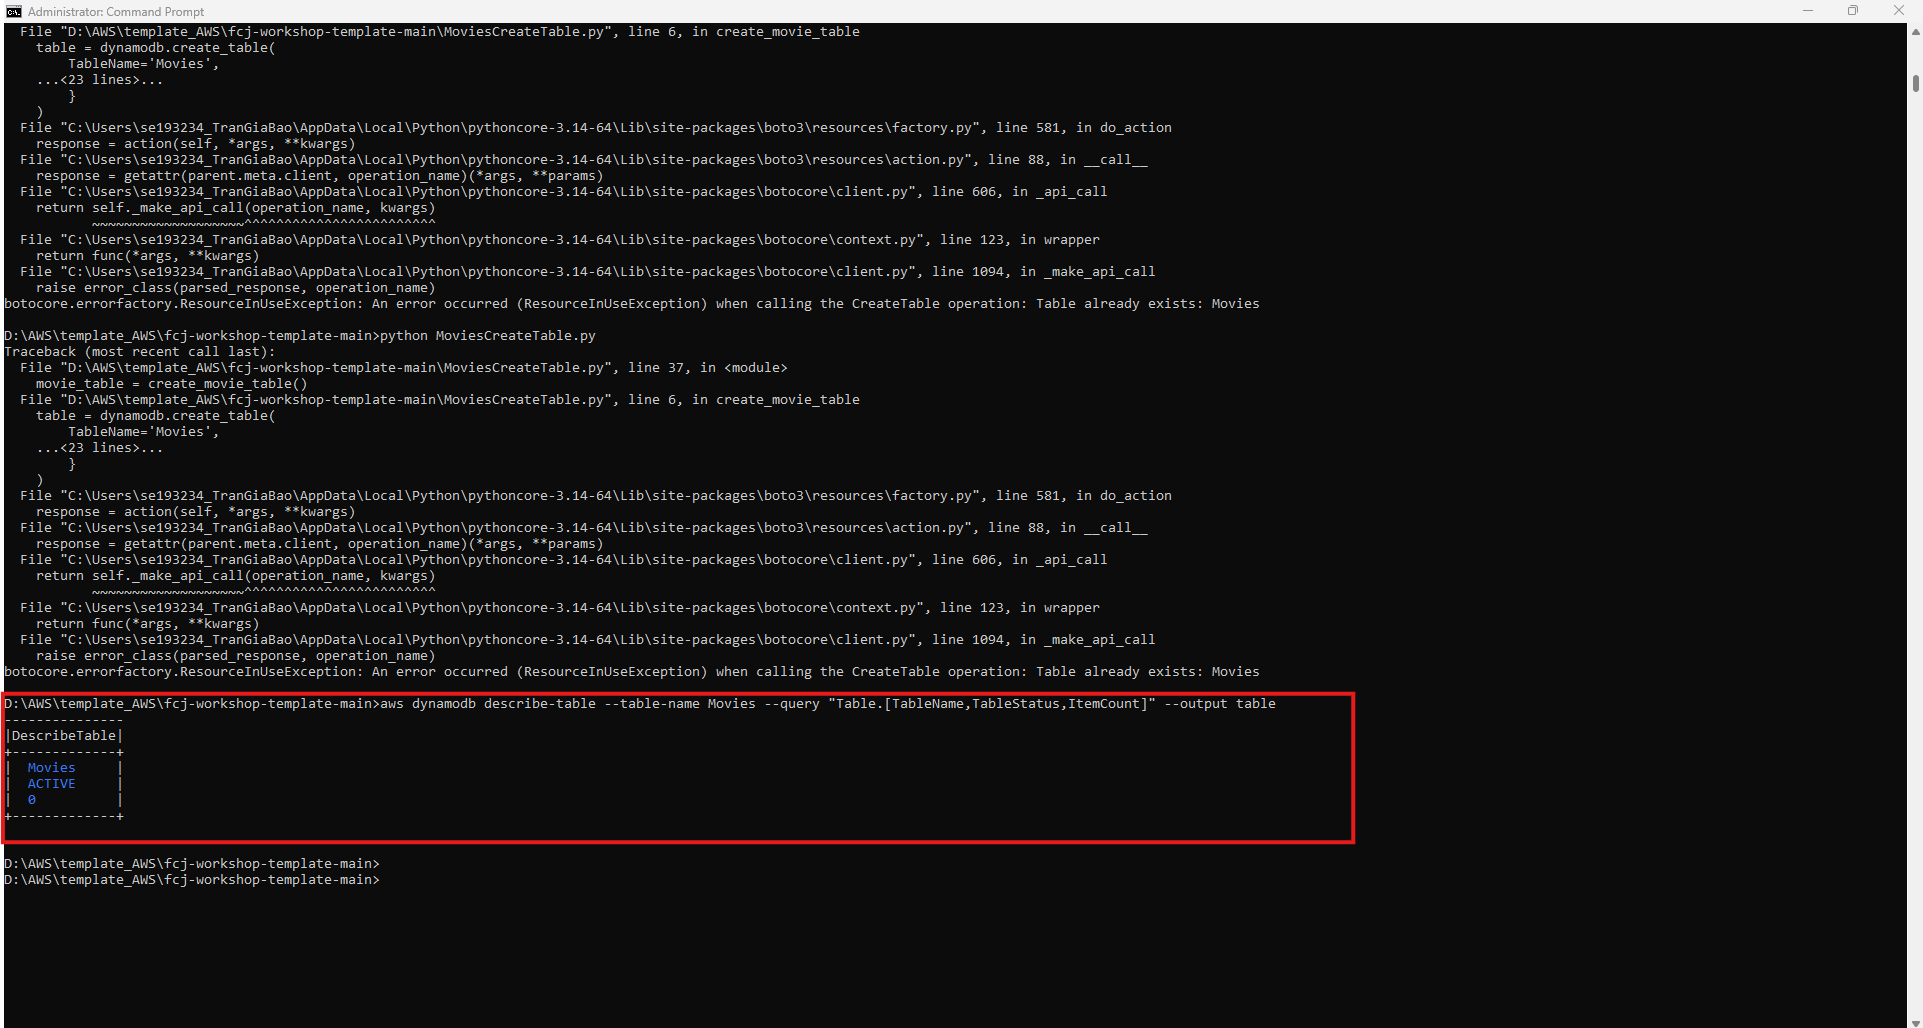 Administrator: Command Prompt
  File "D:\AWS\template_AWS\fcj-workshop-template-main\MoviesCreateTable.py", line 6, in create_movie_table
    table = dynamodb.create_table(
        TableName='Movies',
    ...<23 lines>...
        }
    )
  File "C:\Users\se193234_TranGiaBao\AppData\Local\Python\pythoncore-3.14-64\Lib\site-packages\boto3\resources\factory.py", line 581, in do_action
    response = action(self, *args, **kwargs)
  File "C:\Users\se193234_TranGiaBao\AppData\Local\Python\pythoncore-3.14-64\Lib\site-packages\boto3\resources\action.py", line 88, in __call__
    response = getattr(parent.meta.client, operation_name)(*args, **params)
  File "C:\Users\se193234_TranGiaBao\AppData\Local\Python\pythoncore-3.14-64\Lib\site-packages\botocore\client.py", line 606, in _api_call
    return self._make_api_call(operation_name, kwargs)
           ~~~~~~~~~~~~~~~~~~~^^^^^^^^^^^^^^^^^^^^^^^^
  File "C:\Users\se193234_TranGiaBao\AppData\Local\Python\pythoncore-3.14-64\Lib\site-packages\botocore\context.py", line 123, in wrapper
    return func(*args, **kwargs)
  File "C:\Users\se193234_TranGiaBao\AppData\Local\Python\pythoncore-3.14-64\Lib\site-packages\botocore\client.py", line 1094, in _make_api_call
    raise error_class(parsed_response, operation_name)
botocore.errorfactory.ResourceInUseException: An error occurred (ResourceInUseException) when calling the CreateTable operation: Table already exists: Movies
D:\AWS\template_AWS\fcj-workshop-template-main>python MoviesCreateTable.py
Traceback (most recent call last):
  File "D:\AWS\template_AWS\fcj-workshop-template-main\MoviesCreateTable.py", line 37, in <module>
    movie_table = create_movie_table()
  File "D:\AWS\template_AWS\fcj-workshop-template-main\MoviesCreateTable.py", line 6, in create_movie_table
    table = dynamodb.create_table(
        TableName='Movies',
    ...<23 lines>...
        }
    )
  File "C:\Users\se193234_TranGiaBao\AppData\Local\Python\pythoncore-3.14-64\Lib\site-packages\boto3\resources\factory.py", line 581, in do_action
    response = action(self, *args, **kwargs)
  File "C:\Users\se193234_TranGiaBao\AppData\Local\Python\pythoncore-3.14-64\Lib\site-packages\boto3\resources\action.py", line 88, in __call__
    response = getattr(parent.meta.client, operation_name)(*args, **params)
  File "C:\Users\se193234_TranGiaBao\AppData\Local\Python\pythoncore-3.14-64\Lib\site-packages\botocore\client.py", line 606, in _api_call
    return self._make_api_call(operation_name, kwargs)
           ~~~~~~~~~~~~~~~~~~~^^^^^^^^^^^^^^^^^^^^^^^^
  File "C:\Users\se193234_TranGiaBao\AppData\Local\Python\pythoncore-3.14-64\Lib\site-packages\botocore\context.py", line 123, in wrapper
    return func(*args, **kwargs)
  File "C:\Users\se193234_TranGiaBao\AppData\Local\Python\pythoncore-3.14-64\Lib\site-packages\botocore\client.py", line 1094, in _make_api_call
    raise error_class(parsed_response, operation_name)
botocore.errorfactory.ResourceInUseException: An error occurred (ResourceInUseException) when calling the CreateTable operation: Table already exists: Movies
D:\AWS\template_AWS\fcj-workshop-template-main>aws dynamodb describe-table --table-name Movies --query "Table.[TableName,TableStatus,ItemCount]" --output table
---------------
|DescribeTable|
+-------------+
|  Movies     |
|  ACTIVE     |
|  0          |
+-------------+
D:\AWS\template_AWS\fcj-workshop-template-main>
D:\AWS\template_AWS\fcj-workshop-template-main>